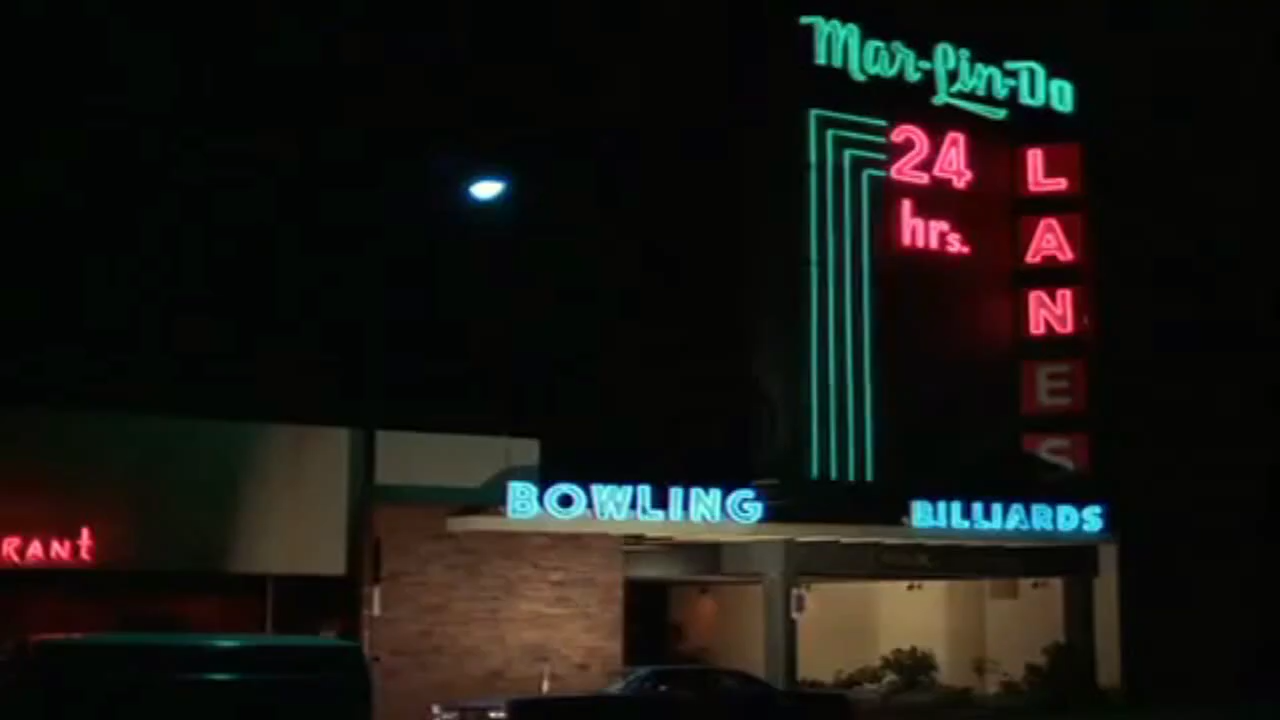 Mar-Lin-Do
24
hrs.
LANES
BOWLING
BILLIARDS
RANt